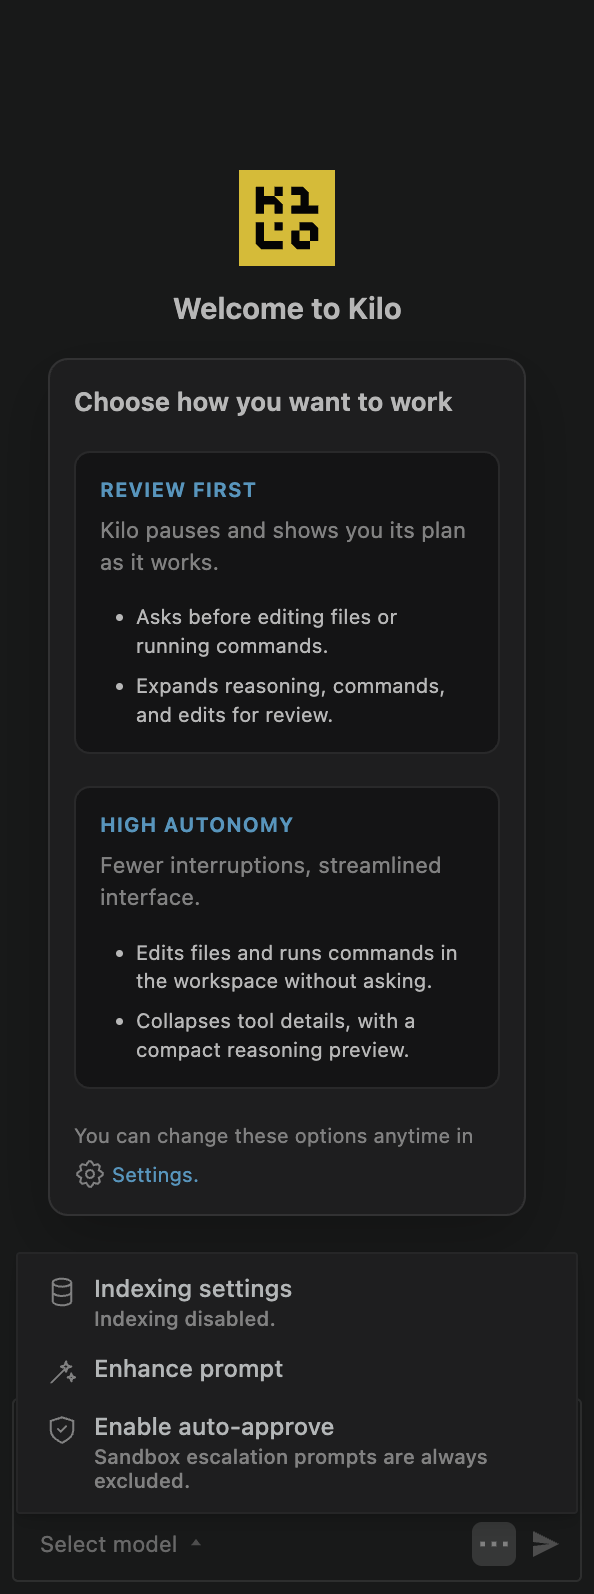 Kilo
Welcome to Kilo
Choose how you want to work
REVIEW FIRST
Kilo pauses and shows you its plan
as it works.
• Asks before editing files or
running commands.
• Expands reasoning, commands,
and edits for review.
HIGH AUTONOMY
Fewer interruptions, streamlined
interface.
• Edits files and runs commands in
the workspace without asking.
• Collapses tool details, with a
compact reasoning preview.
You can change these options anytime in
Settings.
Indexing settings
Indexing disabled.
Enhance prompt
Enable auto-approve
Sandbox escalation prompts are always
excluded.
Select model